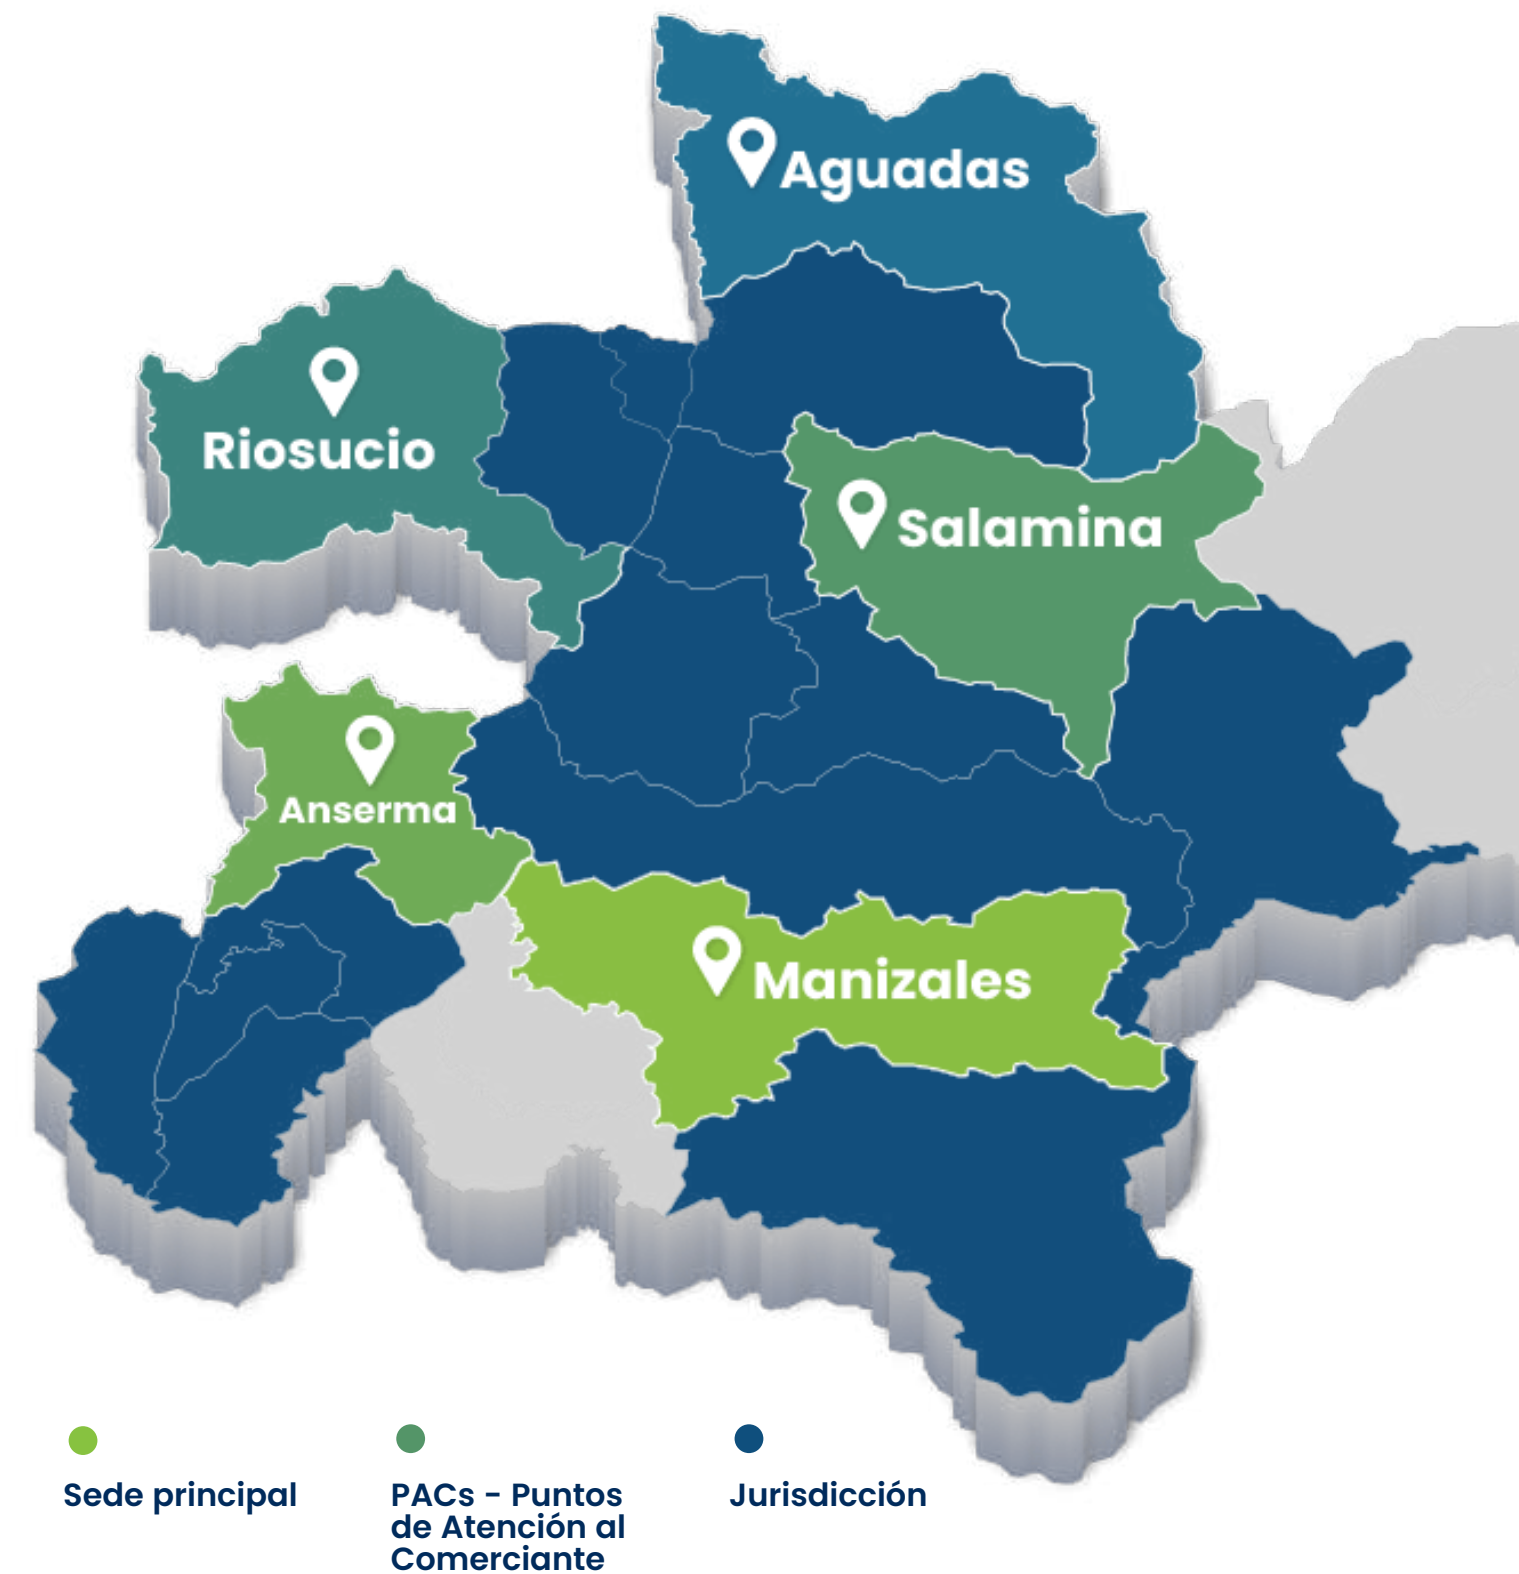 Aguadas
Riosucio
Salamina
Anserma
Manizales
Sede principal
PACs - Puntos
de Atención al
Comerciante
Jurisdicción